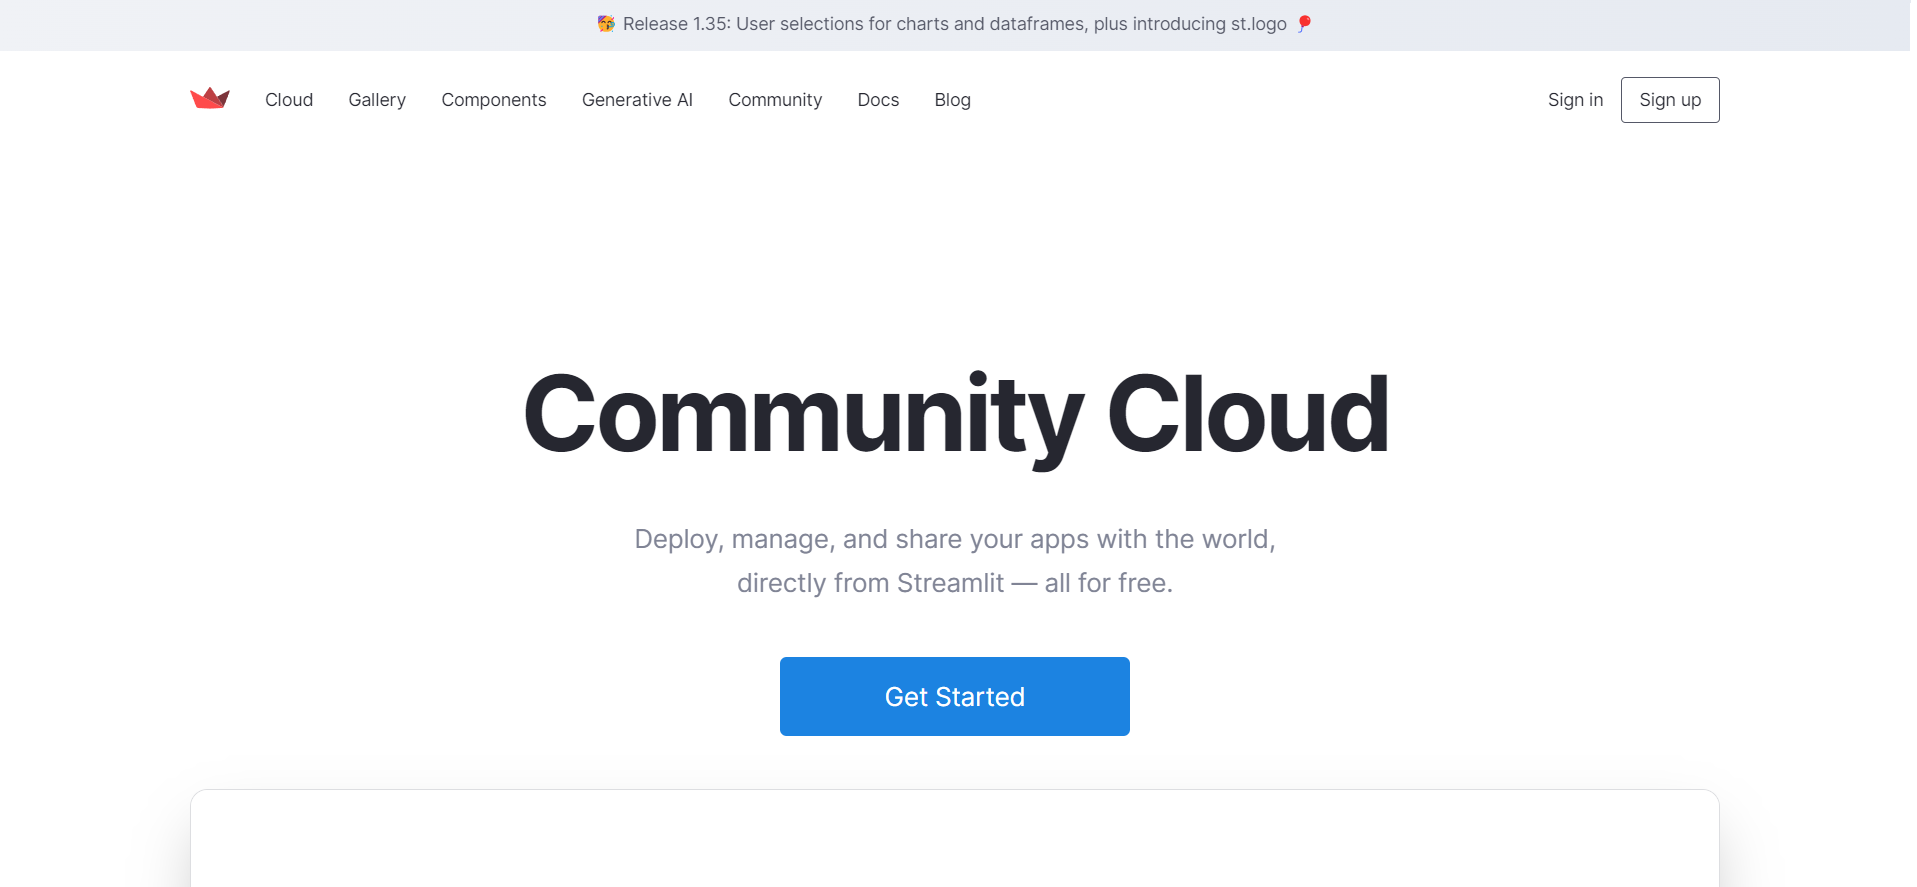 🥳 Release 1.35: User selections for charts and dataframes, plus introducing st.logo 🎈
Cloud Gallery Components Generative AI Community Docs Blog Sign in Sign up
Community Cloud
Deploy, manage, and share your apps with the world,
directly from Streamlit — all for free.
Get Started